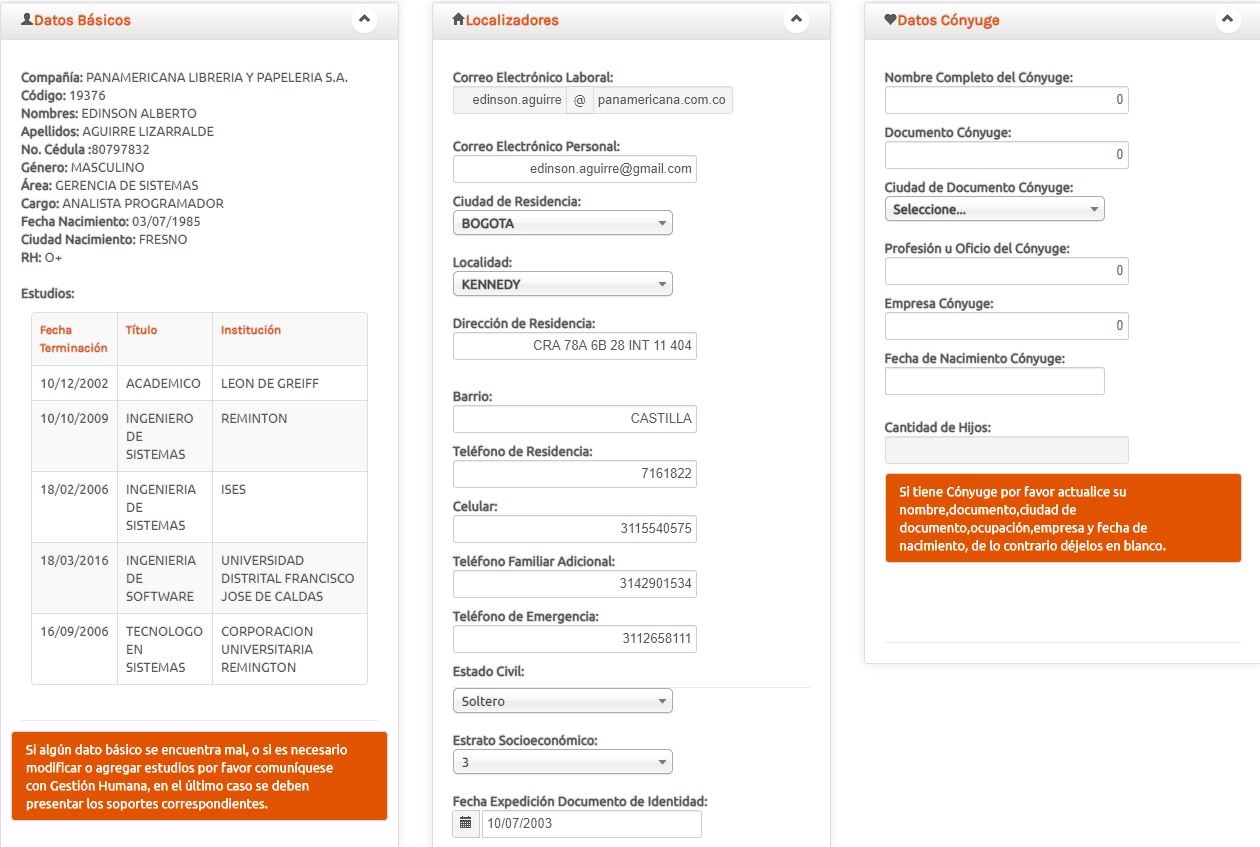 Datos Básicos
Compañía: PANAMERICANA LIBRERIA Y PAPELERIA S.A.
Código: 19376
Nombres: EDINSON ALBERTO
Apellidos: AGUIRRE LIZARRALDE
No. Cédula :80797832
Género: MASCULINO
Área: GERENCIA DE SISTEMAS
Cargo: ANALISTA PROGRAMADOR
Fecha Nacimiento: 03/07/1985
Ciudad Nacimiento: FRESNO
RH: O+
Estudios:
Fecha Terminación Título Institución
10/12/2002 ACADEMICO LEON DE GREIFF
10/10/2009 INGENIERO DE SISTEMAS REMINTON
18/02/2006 INGENIERIA DE SISTEMAS ISES
18/03/2016 INGENIERIA DE SOFTWARE UNIVERSIDAD DISTRITAL FRANCISCO JOSE DE CALDAS
16/09/2006 TECNOLOGO EN SISTEMAS CORPORACION UNIVERSITARIA REMINGTON
Si algún dato básico se encuentra mal, o si es necesario
modificar o agregar estudios por favor comuníquese
con Gestión Humana, en el último caso se deben
presentar los soportes correspondientes.
Localizadores
Correo Electrónico Laboral:
edinson.aguirre @ panamericana.com.co
Correo Electrónico Personal:
edinson.aguirre@gmail.com
Ciudad de Residencia:
BOGOTA
Localidad:
KENNEDY
Dirección de Residencia:
CRA 78A 6B 28 INT 11 404
Barrio:
CASTILLA
Teléfono de Residencia:
7161822
Celular:
3115540575
Teléfono Familiar Adicional:
3142901534
Teléfono de Emergencia:
3112658111
Estado Civil:
Soltero
Estrato Socioeconómico:
3
Fecha Expedición Documento de Identidad:
10/07/2003
Datos Cónyuge
Nombre Completo del Cónyuge:
0
Documento Cónyuge:
0
Ciudad de Documento Cónyuge:
Seleccione...
Profesión u Oficio del Cónyuge:
0
Empresa Cónyuge:
0
Fecha de Nacimiento Cónyuge:
Cantidad de Hijos:
Si tiene Cónyuge por favor actualice su
nombre,documento,ciudad de
documento,ocupación,empresa y fecha de
nacimiento, de lo contrario déjelos en blanco.